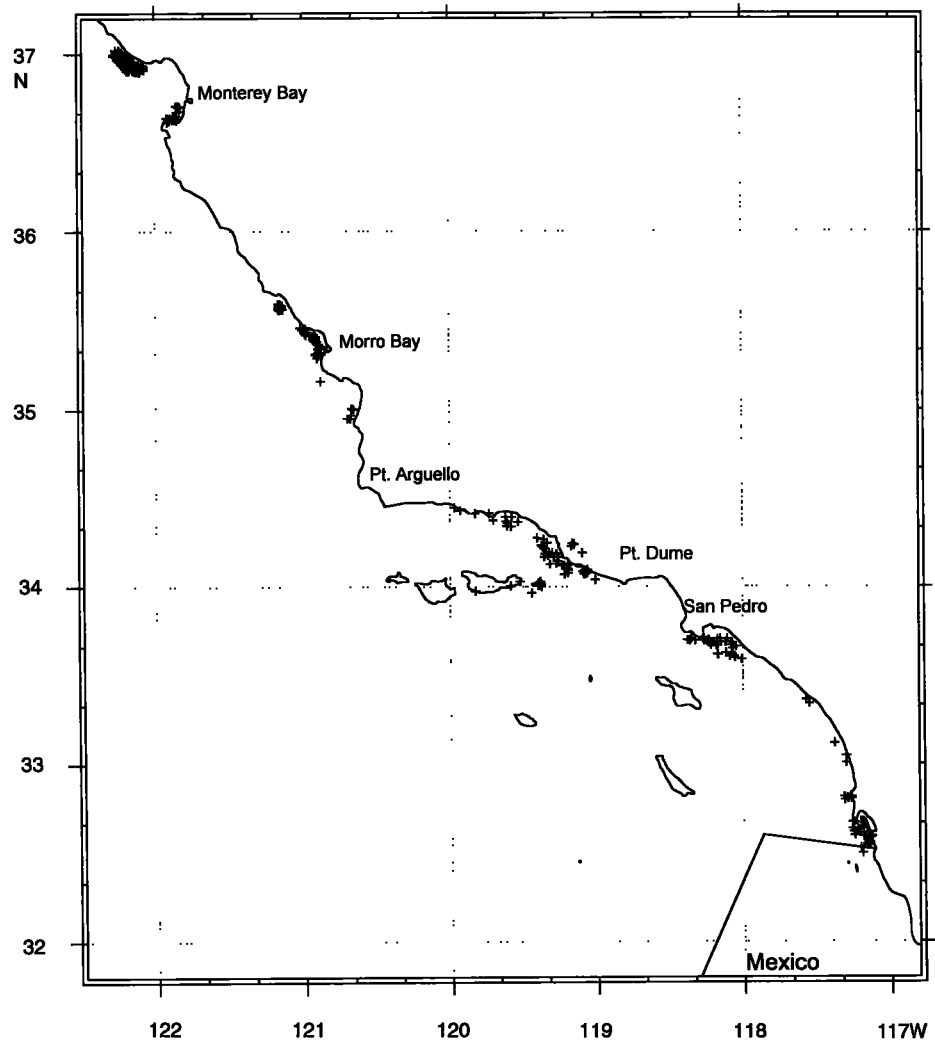 37
N
Monterey Bay
36
Morro Bay
35
Pt. Arguello
Pt. Dume
34
San Pedro
33
32
Mexico
122 121 120 119 118 117W